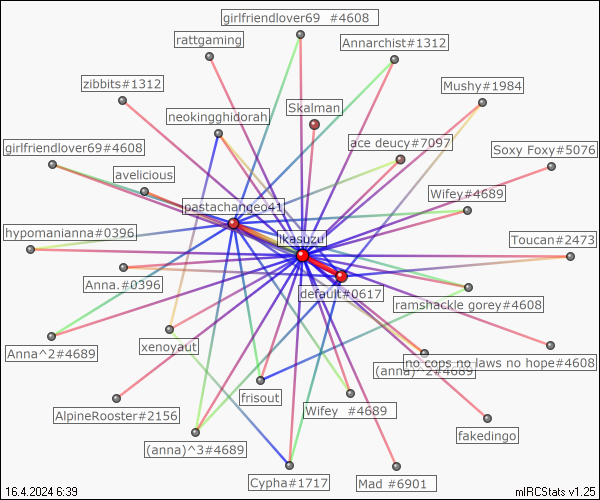 girlfriendlover69 #4608
rattgaming
Annarchist#1312
zibbits#1312
Mushy#1984
Skalman
neokingghidorah
ace deucy#7097
girlfriendlover69#4608
Soxy Foxy#5076
avelicious
Wifey#4689
pastachangeo41
hypomanianna#0396
Ikasuzu
Toucan#2473
Anna.#0396
default#0617
ramshackle gorey#4608
Anna^2#4689
xenoyaut
no cops no laws no hope#4608
(anna)^2#4689
frisout
AlpineRooster#2156
Wifey #4689
fakedingo
(anna)^3#4689
Cypha#1717
Mad #6901
16.4.2024 6:39
mIRCStats v1.25